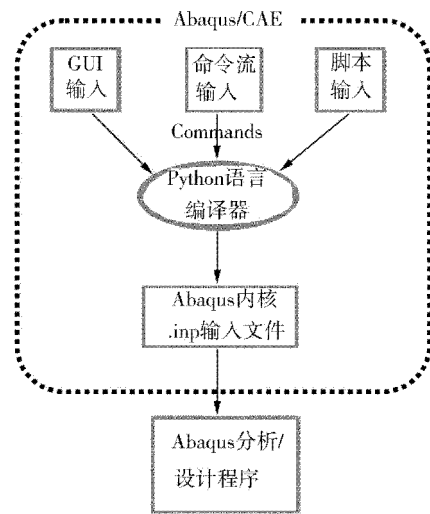 Abaqus/CAE
GUI
输入
命令流
输入
脚本
输入
Commands
Python语言
编译器
Abaqus内核
.inp输入文件
Abaqus分析/
设计程序